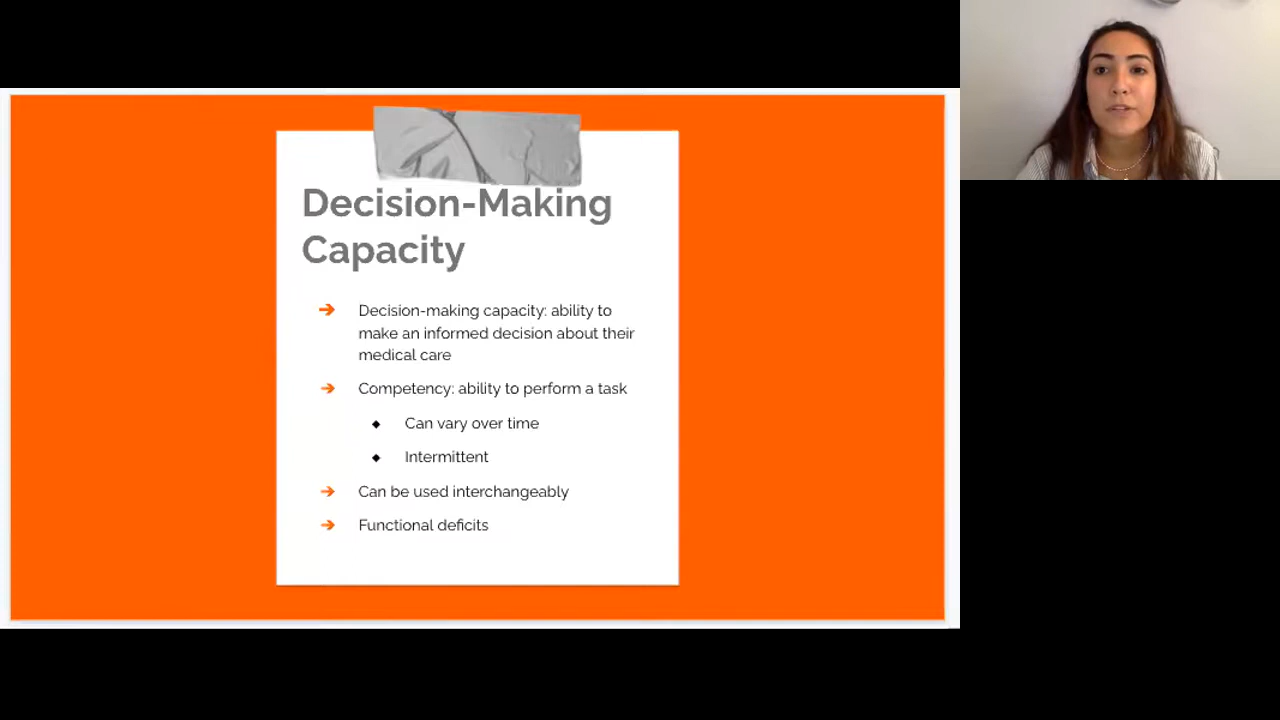 Decision-Making
Capacity
➔ Decision-making capacity: ability to
make an informed decision about their
medical care
➔ Competency: ability to perform a task
◆ Can vary over time
◆ Intermittent
➔ Can be used interchangeably
➔ Functional deficits